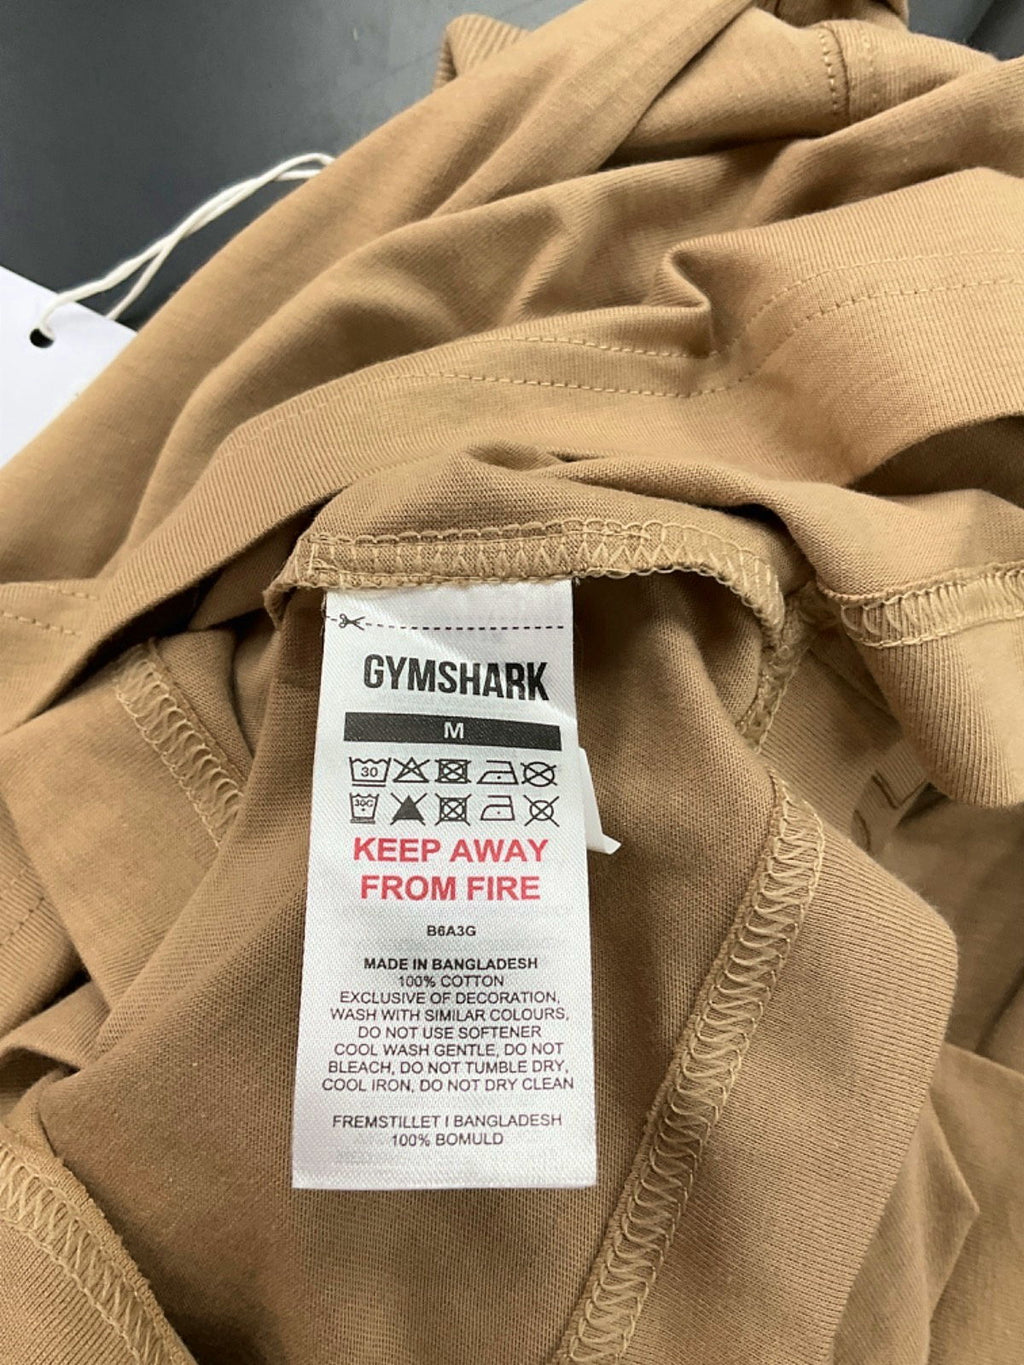 GYMSHARK
M
30
30C
KEEP AWAY
FROM FIRE
B6A3G
MADE IN BANGLADESH
100% COTTON
EXCLUSIVE OF DECORATION,
WASH WITH SIMILAR COLOURS,
DO NOT USE SOFTENER
COOL WASH GENTLE, DO NOT
BLEACH, DO NOT TUMBLE DRY,
COOL IRON, DO NOT DRY CLEAN
FREMSTILLET I BANGLADESH
100% BOMULD